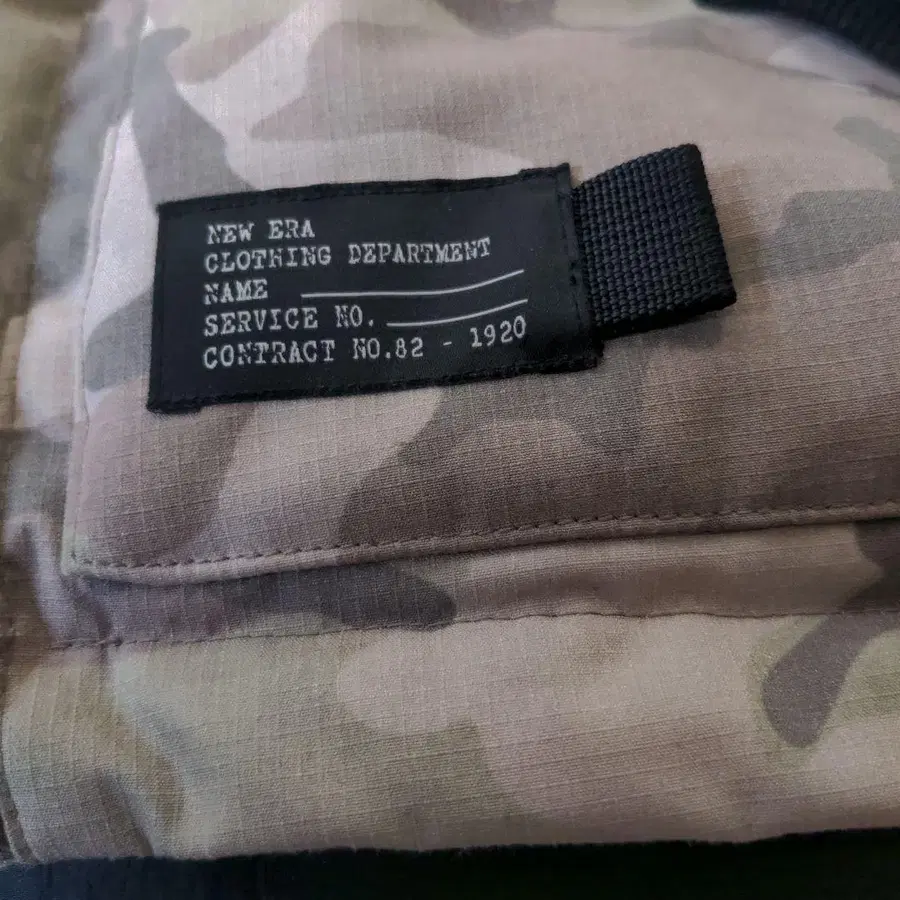 NEW ERA
CLOTHING DEPARTMENT
NAME
SERVICE NO.
CONTRACT NO.82 - 1920